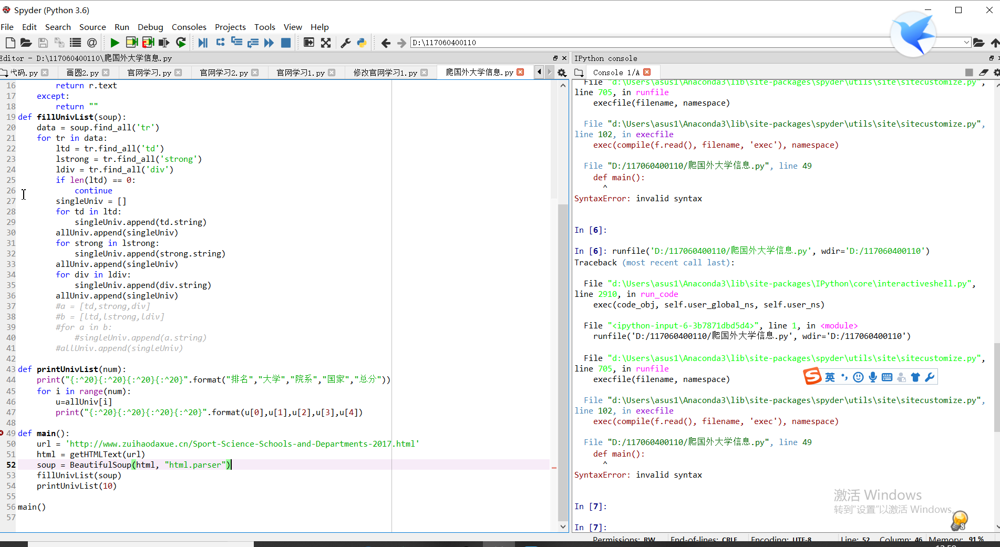 Spyder (Python 3.6)
File Edit Search Source Run Debug Consoles Projects Tools View Help
D:\117060400110
Editor - D:\117060400110\爬国外大学信息.py
IPython console
代码.py 画圆2.py 官网学习.py 官网学习2.py 官网学习1.py 修改官网学习1.py 爬国外大学信息.py
Console 1/A
16 return r.text
17 except:
18 return ""
19 def fillUnivList(soup):
20 data = soup.find_all('tr')
21 for tr in data:
22 ltd = tr.find_all('td')
23 lstrong = tr.find_all('strong')
24 ldiv = tr.find_all('div')
25 if len(ltd) == 0:
26 continue
27 singleUniv = []
28 for td in ltd:
29 singleUniv.append(td.string)
30 allUniv.append(singleUniv)
31 for strong in lstrong:
32 singleUniv.append(strong.string)
33 allUniv.append(singleUniv)
34 for div in ldiv:
35 singleUniv.append(div.string)
36 allUniv.append(singleUniv)
37 #a = [td,strong,div]
38 #b = [ltd,lstrong,ldiv]
39 #for a in b:
40 #singleUniv.append(a.string)
41 #allUniv.append(singleUniv)
42
43 def printUnivList(num):
44 print("{:^20}{:^20}{:^20}{:^20}".format("排名","大学","院系","国家","总分"))
45 for i in range(num):
46 u=allUniv[i]
47 print("{:^20}{:^20}{:^20}{:^20}".format(u[0],u[1],u[2],u[3],u[4])
48
49 def main():
50 url = 'http://www.zuihaodaxue.cn/Sport-Science-Schools-and-Departments-2017.html'
51 html = getHTMLText(url)
52 soup = BeautifulSoup(html, "html.parser")
53 fillUnivList(soup)
54 printUnivList(10)
55
56 main()
57
File "d:\Users\asus1\Anaconda3\lib\site-packages\spyder\utils\site\sitecustomize.py",
line 705, in runfile
execfile(filename, namespace)
File "d:\Users\asus1\Anaconda3\lib\site-packages\spyder\utils\site\sitecustomize.py",
line 102, in execfile
exec(compile(f.read(), filename, 'exec'), namespace)
File "D:/117060400110/爬国外大学信息.py", line 49
def main():
^
SyntaxError: invalid syntax
In [6]:
In [6]: runfile('D:/117060400110/爬国外大学信息.py', wdir='D:/117060400110')
Traceback (most recent call last):
File "d:\Users\asus1\Anaconda3\lib\site-packages\IPython\core\interactiveshell.py",
line 2910, in run_code
exec(code_obj, self.user_global_ns, self.user_ns)
File "<ipython-input-6-3b7871dbd5d4>", line 1, in <module>
runfile('D:/117060400110/爬国外大学信息.py', wdir='D:/117060400110')
File "d:\Users\asus1\Anaconda3\lib\site-packages\spyder\utils\site\sitecustomize.py",
line 705, in runfile
execfile(filename, namespace)
英
File "d:\Users\asus1\Anaconda3\lib\site-packages\spyder\utils\site\sitecustomize.py",
line 102, in execfile
exec(compile(f.read(), filename, 'exec'), namespace)
File "D:/117060400110/爬国外大学信息.py", line 49
def main():
^
SyntaxError: invalid syntax
激活 Windows
转到"设置"以激活 Windows。
In [7]:
In [7]:
8
Permissions: RW End-of-lines: CRLF Encoding: UTF-8 Line: 52 Column: 46 Memory: 91 %